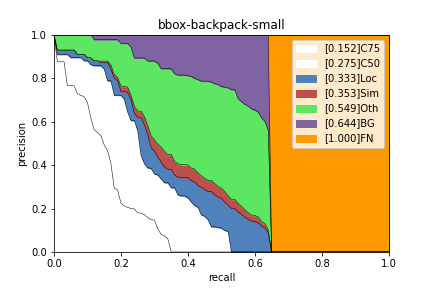 bbox-backpack-small
1.0
0.8
0.6
0.4
0.2
0.0
precision
[0.152]C75
[0.275]C50
[0.333]Loc
[0.353]Sim
[0.549]Oth
[0.644]BG
[1.000]FN
0.0 0.2 0.4 0.6 0.8 1.0
recall